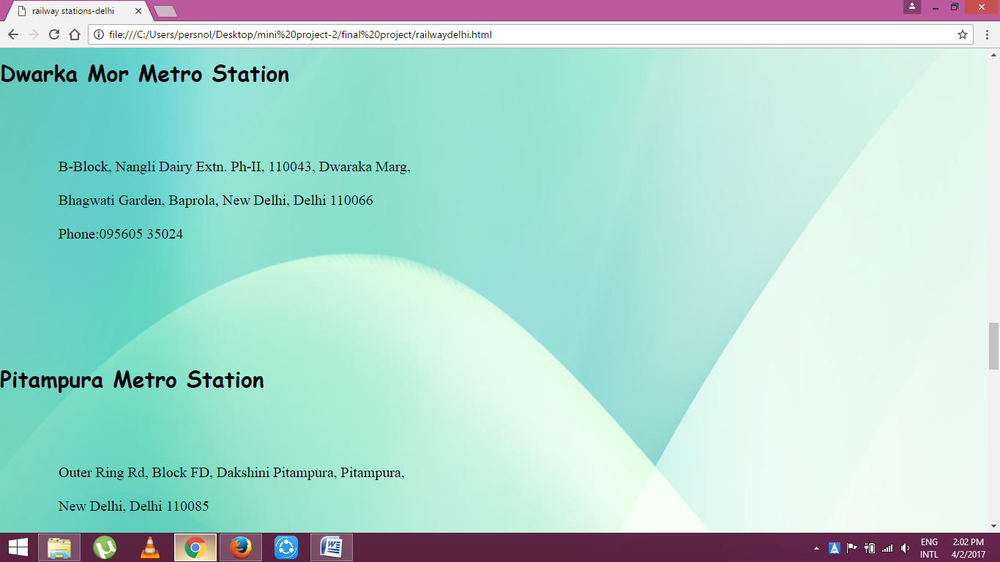 railway stations-delhi
file:///C:/Users/persnol/Desktop/mini%20project-2/final%20project/railwaydelhi.html
Dwarka Mor Metro Station
B-Block, Nangli Dairy Extn. Ph-II, 110043, Dwaraka Marg,
Bhagwati Garden, Baprola, New Delhi, Delhi 110066
Phone:095605 35024
Pitampura Metro Station
Outer Ring Rd, Block FD, Dakshini Pitampura, Pitampura,
New Delhi, Delhi 110085
ENG
INTL
2:02 PM
4/2/2017